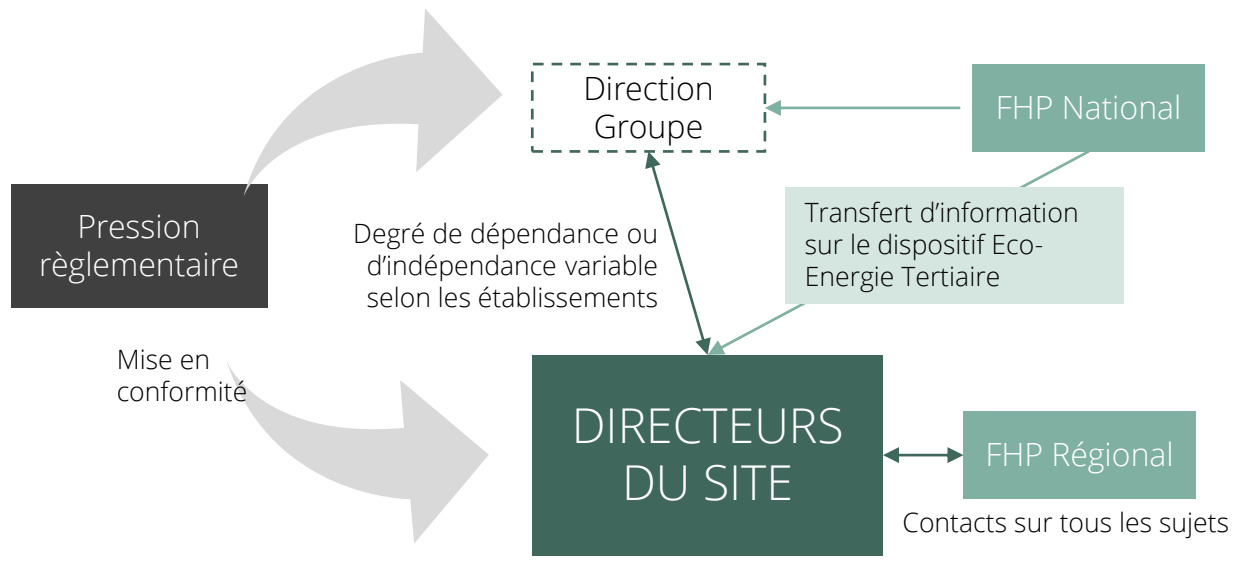 Direction
Groupe
FHP National
Pression
règlementaire
Transfert d’information
sur le dispositif Eco-
Energie Tertiaire
Degré de dépendance ou
d’indépendance variable
selon les établissements
Mise en
conformité
DIRECTEURS
DU SITE
FHP Régional
Contacts sur tous les sujets